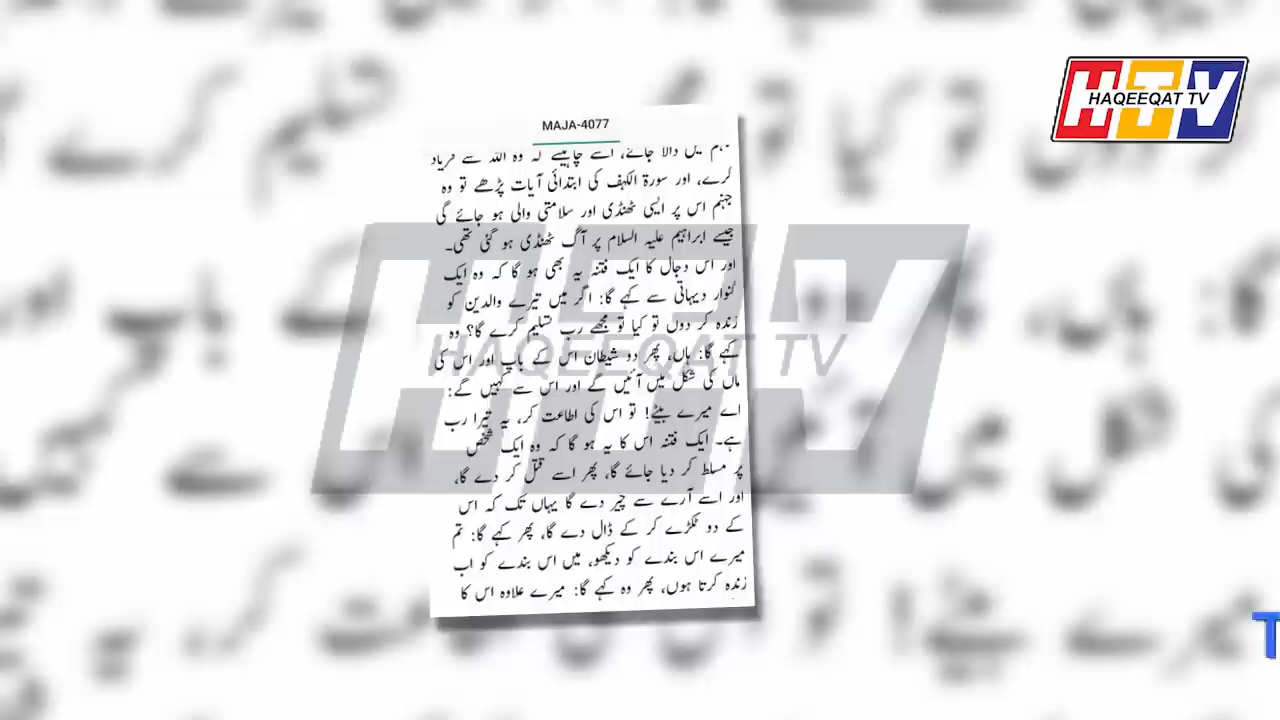 HTV
HAQEEQAT TV
MAJA-4077
میں ڈالا جائے، اسے چاہیئے کہ وہ اللہ سے فریاد
کرے، اور سورۃ الکہف کی ابتدائی آیات پڑھے تو وہ
جہنم اس پر ایسی ٹھنڈی اور سلامتی والی ہو جائے گی
جیسے ابراہیم علیہ السلام پر آگ ٹھنڈی ہو گئی تھی۔
اور اس دجال کا ایک فتنہ یہ بھی ہو گا کہ وہ ایک
گنوار دیہاتی سے کہے گا: اگر میں تیرے والدین کو
زندہ کر دوں تو کیا تو مجھے رب تسلیم کرے گا؟ وہ
کہے گا: ہاں، پھر دو شیطان اس کے باپ اور اس کی
ماں کی شکل میں آئیں گے اور اس سے کہیں گے:
اے میرے بیٹے! تو اس کی اطاعت کر، یہ تیرا رب
ہے۔ ایک فتنہ اس کا یہ ہو گا کہ وہ ایک شخص
پر مسلط کر دیا جائے گا، پھر اسے قتل کر دے گا،
اور اسے آرے سے چیر دے گا یہاں تک کہ اس
کے دو ٹکڑے کر کے ڈال دے گا، پھر کہے گا: تم
میرے اس بندے کو دیکھو، میں اس بندے کو اب
زندہ کرتا ہوں، پھر وہ کہے گا: میرے علاوہ اس کا
HTV
HAQEEQAT TV
T